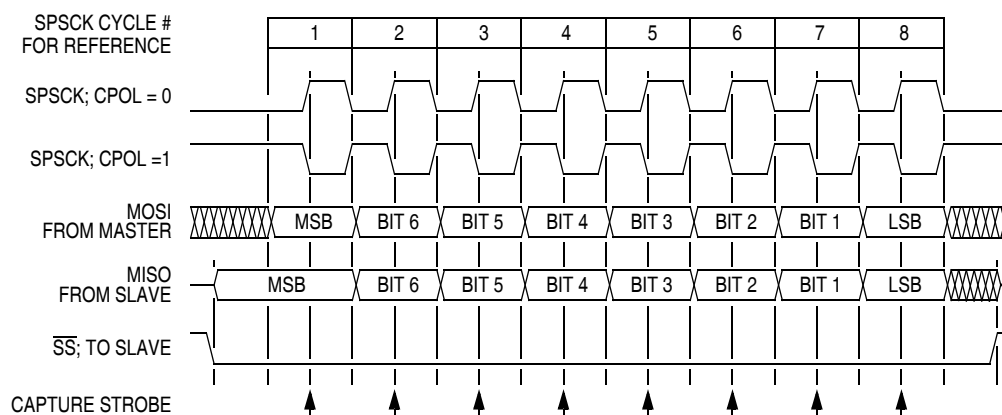 SPSCK CYCLE #
FOR REFERENCE
1 2 3 4 5 6 7 8
SPSCK; CPOL = 0
SPSCK; CPOL =1
MOSI
FROM MASTER
MSB BIT 6 BIT 5 BIT 4 BIT 3 BIT 2 BIT 1 LSB
MISO
FROM SLAVE
MSB BIT 6 BIT 5 BIT 4 BIT 3 BIT 2 BIT 1 LSB
S̅S̅; TO SLAVE
CAPTURE STROBE